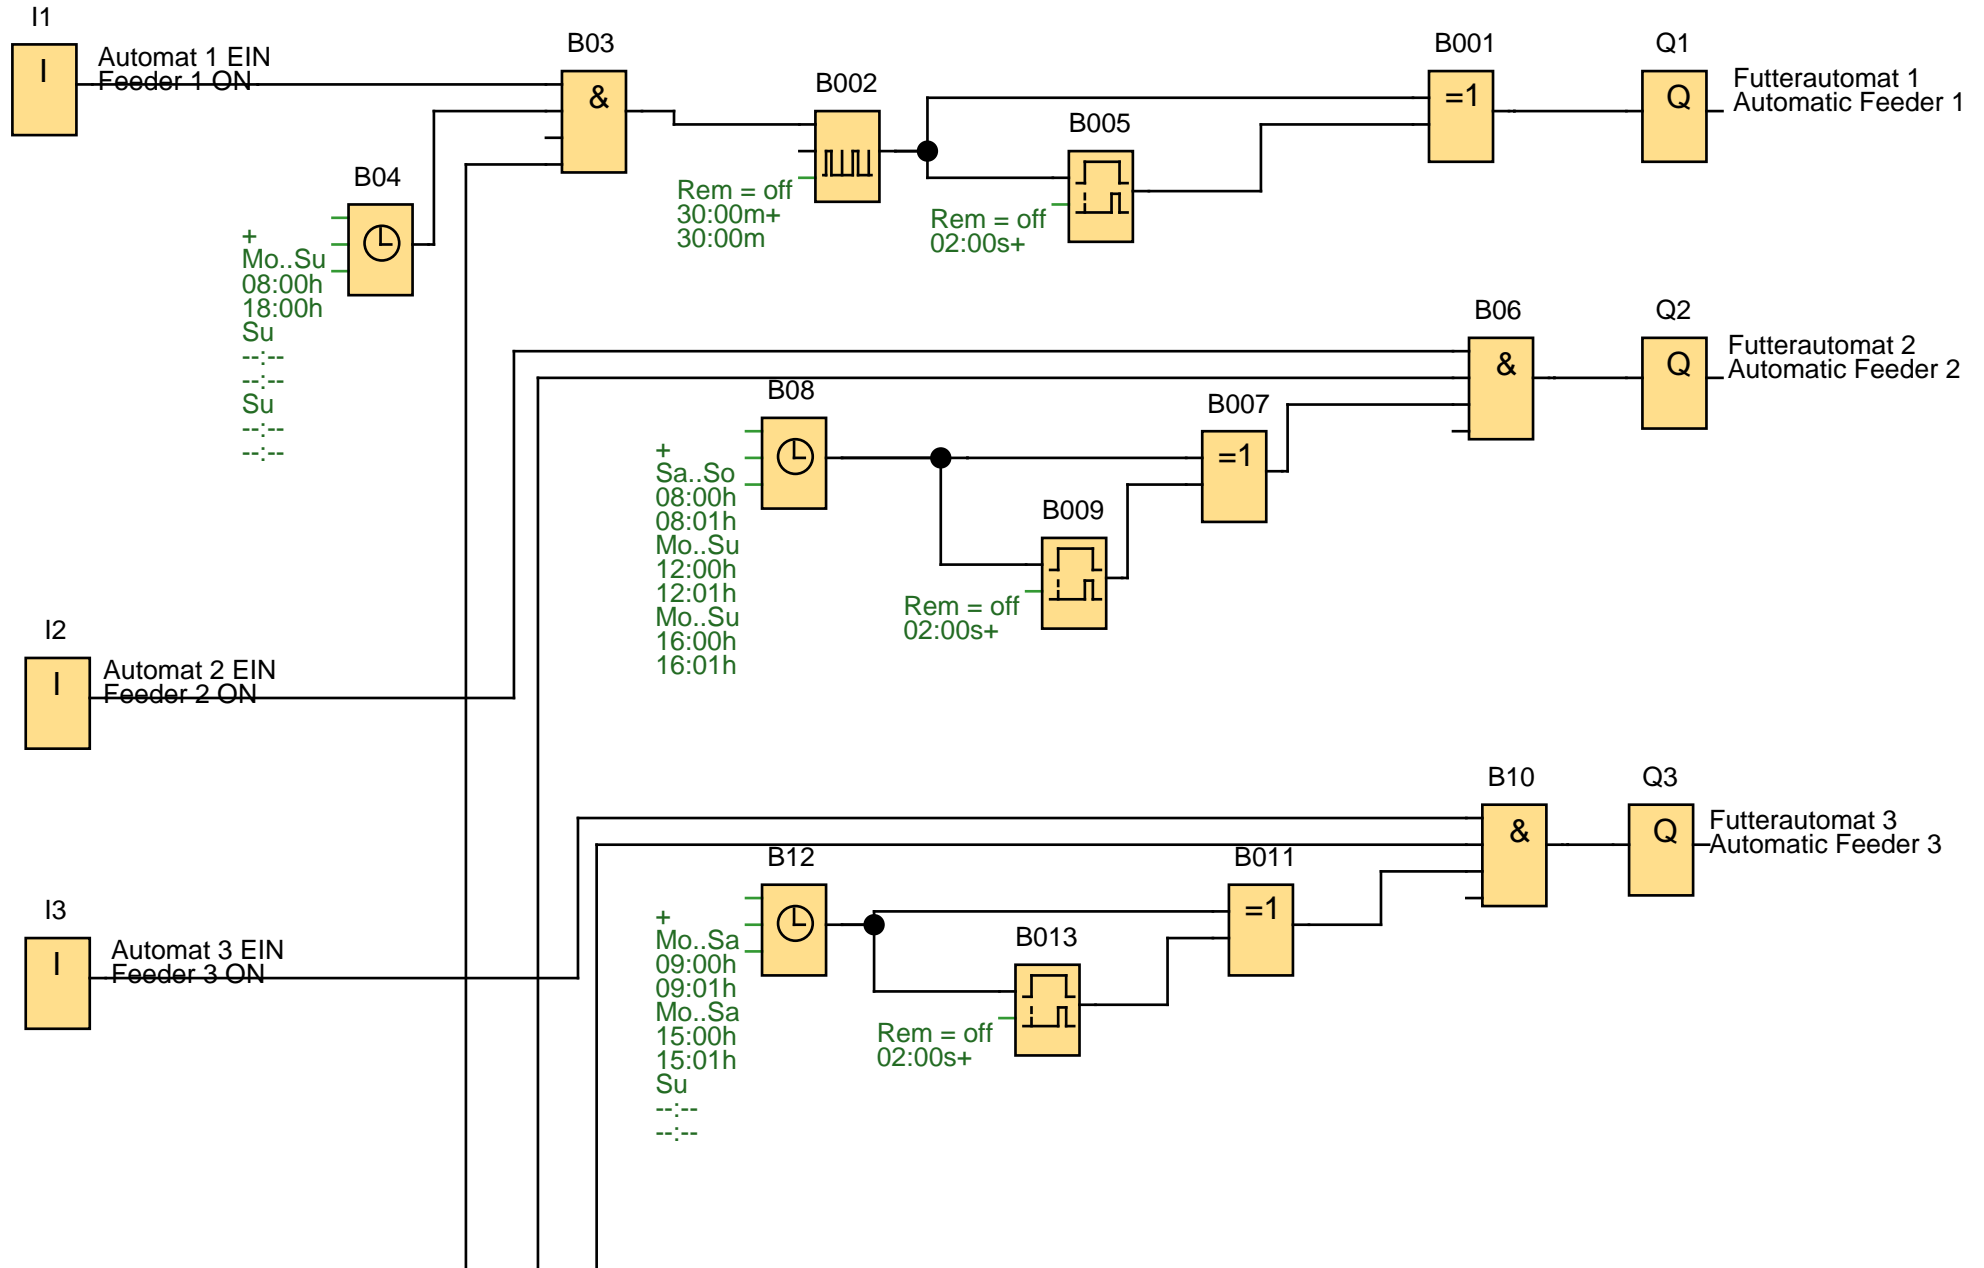 I1
I
Automat 1 EIN
Feeder 1 ON
B03
&
B002
Rem = off
30:00m+
30:00m
B005
Rem = off
02:00s+
B001
=1
Q1
Q
Futterautomat 1
Automatic Feeder 1
B04
+
Mo..Su
08:00h
18:00h
Su
--:--
--:--
Su
--:--
--:--
B06
&
Q2
Q
Futterautomat 2
Automatic Feeder 2
B08
+
Sa..So
08:00h
08:01h
Mo..Su
12:00h
12:01h
Mo..Su
16:00h
16:01h
B007
=1
B009
Rem = off
02:00s+
I2
I
Automat 2 EIN
Feeder 2 ON
B10
&
Q3
Q
Futterautomat 3
Automatic Feeder 3
B12
+
Mo..Sa
09:00h
09:01h
Mo..Sa
15:00h
15:01h
Su
--:--
--:--
B011
=1
B013
Rem = off
02:00s+
I3
I
Automat 3 EIN
Feeder 3 ON